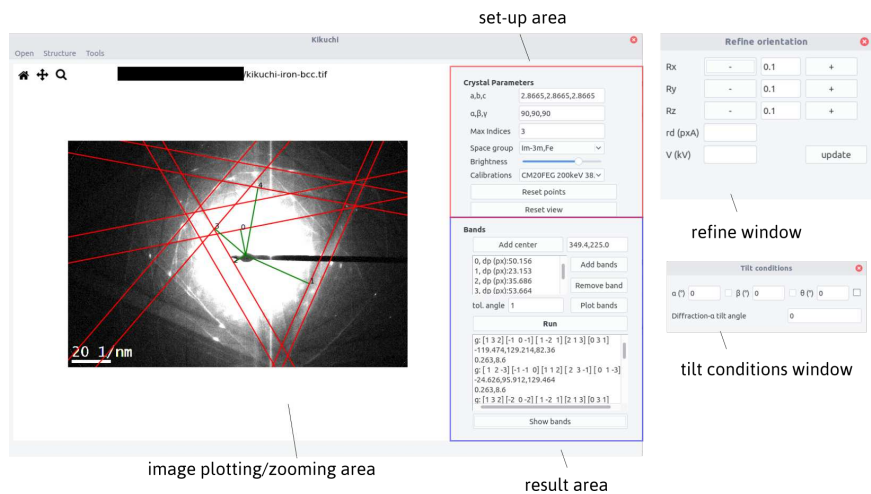 set-up area
Kikuchi
Open Structure Tools
/kikuchi-iron-bcc.tif
Crystal Parameters
a,b,c 2.8665,2.8665,2.8665
α,β,γ 90,90,90
Max Indices 3
Space group Im-3m,Fe
Brightness
Calibrations CM20FEG 200keV 38.
Reset points
Reset view
Bands
Add center 349.4,225.0
0, dp (px):50.156
1, dp (px):23.153
2, dp (px):35.686
3, dp (px):53.664
Add bands
Remove band
tol. angle 1 Plot bands
Run
g: [1 3 2] [-1 0 -1] [ 1 -2 1] [2 1 3] [0 3 1]
-119.474,129.214,82.36
0.263,8.6
g: [ 1 2 -3] [-1 -1 0] [1 1 2] [ 2 3 -1] [ 0 1 -3]
-24.626,95.912,129.464
0.263,8.6
g: [1 3 2] [-2 0 -2] [ 1 -2 1] [2 1 3] [0 3 1]
Show bands
4
3
0
2
1
20 1/nm
image plotting/zooming area
result area
Refine orientation
Rx - 0.1 +
Ry - 0.1 +
Rz - 0.1 +
rd (pxA)
V (kV) update
refine window
Tilt conditions
α (°) 0 β (°) 0 θ (°) 0
Diffraction-α tilt angle 0
tilt conditions window